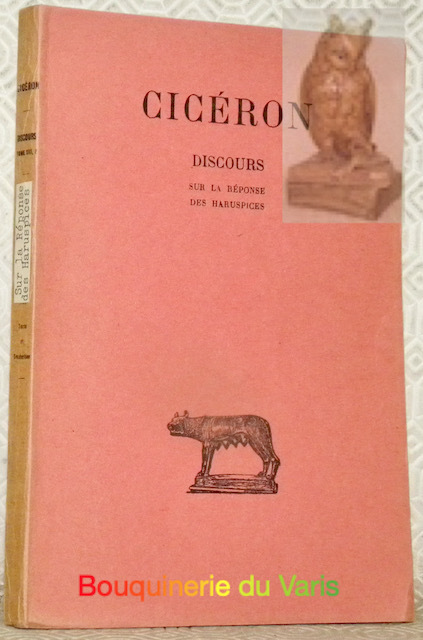 CICÉRON
DISCOURS
SUR LA RÉPONSE
DES HARUSPICES
CICÉRON
DISCOURS
Sur la Réponse
des Haruspices
Bouquinerie du Varis